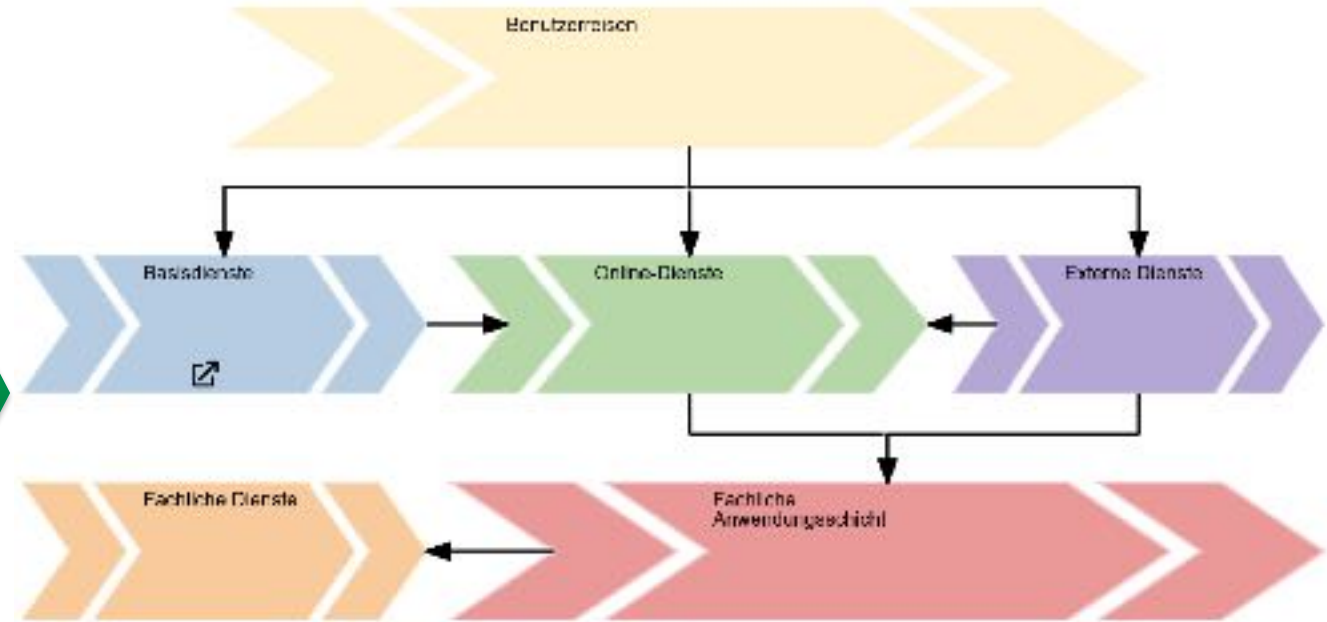 Benutzerreisen
Basisdienste
Online-Dienste
Externe Dienste
Fachliche Dienste
Fachliche
Anwendungsschicht